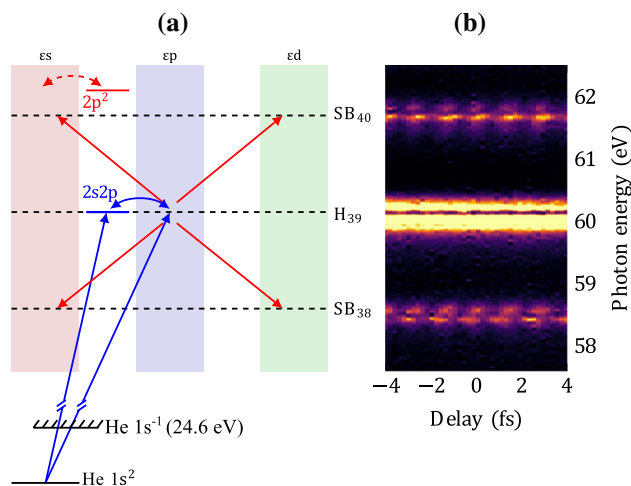 (a)
εs
εp
εd
2p²
SB₄₀
2s2p
H₃₉
SB₃₈
He 1s⁻¹ (24.6 eV)
He 1s²
(b)
62
61
60
59
58
Photon energy (eV)
−4
−2
0
2
4
Delay (fs)